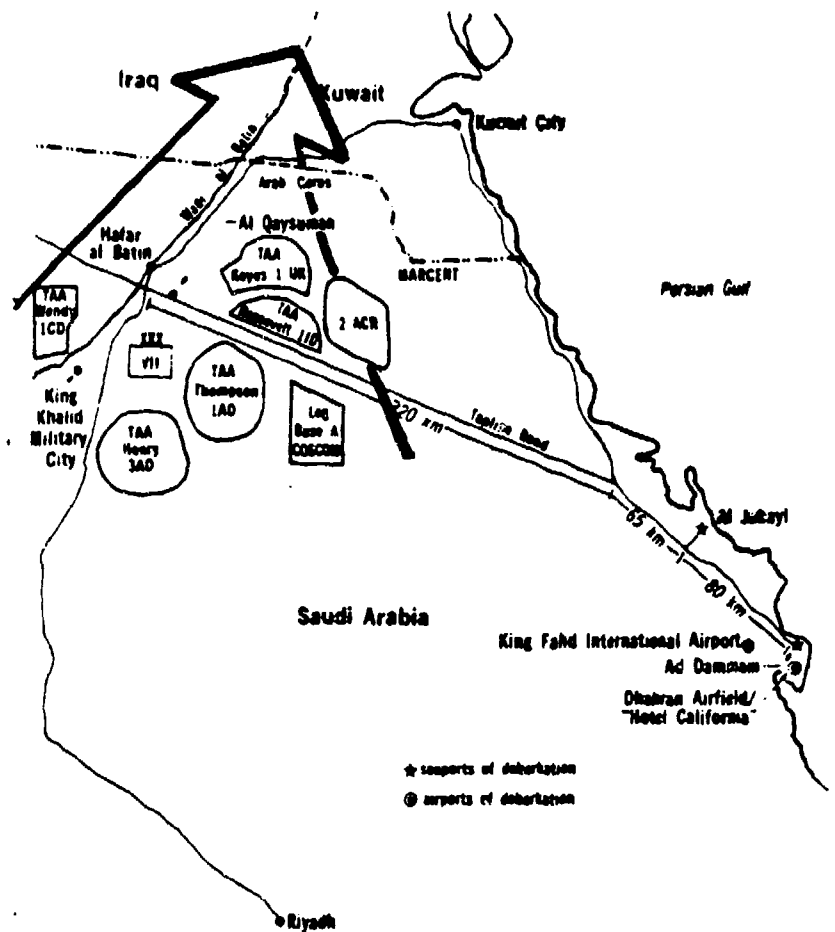 Iraq
Kuwait
Kuwait City
Wadi al Batin
Arab Corps
Hafar
al Batin
Al Qaysumah
TAA
Keyes 1 UK
MARCENT
Persian Gulf
TAA
Wendy
1CD
TAA
Roosevelt 1ID
2 ACR
XXX
VII
TAA
Thompson
1AD
King
Khalid
Military
City
Log
Base A
COSCOM
220 km
Tapline Road
TAA
Henry
3AD
Al Jubayl
65 km
80 km
Saudi Arabia
King Fahd International Airport
Ad Dammam
Dhahran Airfield/
"Hotel California"
seaports of debarkation
airports of debarkation
Riyadh